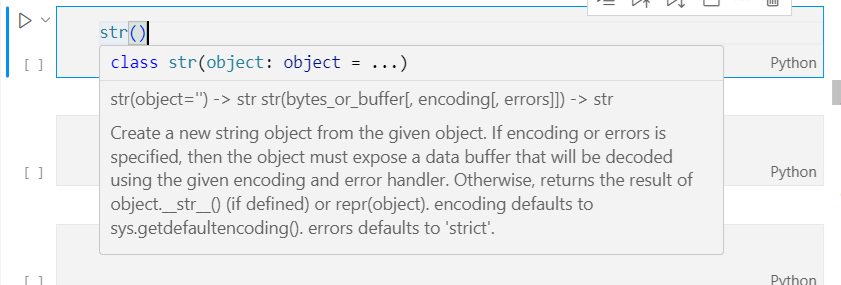 str()
class str(object: object = ...)
[ ]
Python
str(object='') -> str str(bytes_or_buffer[, encoding[, errors]]) -> str
Create a new string object from the given object. If encoding or errors is
specified, then the object must expose a data buffer that will be decoded
[ ]
Python
using the given encoding and error handler. Otherwise, returns the result of
object.__str__() (if defined) or repr(object). encoding defaults to
sys.getdefaultencoding(). errors defaults to 'strict'.
[ ]
Python